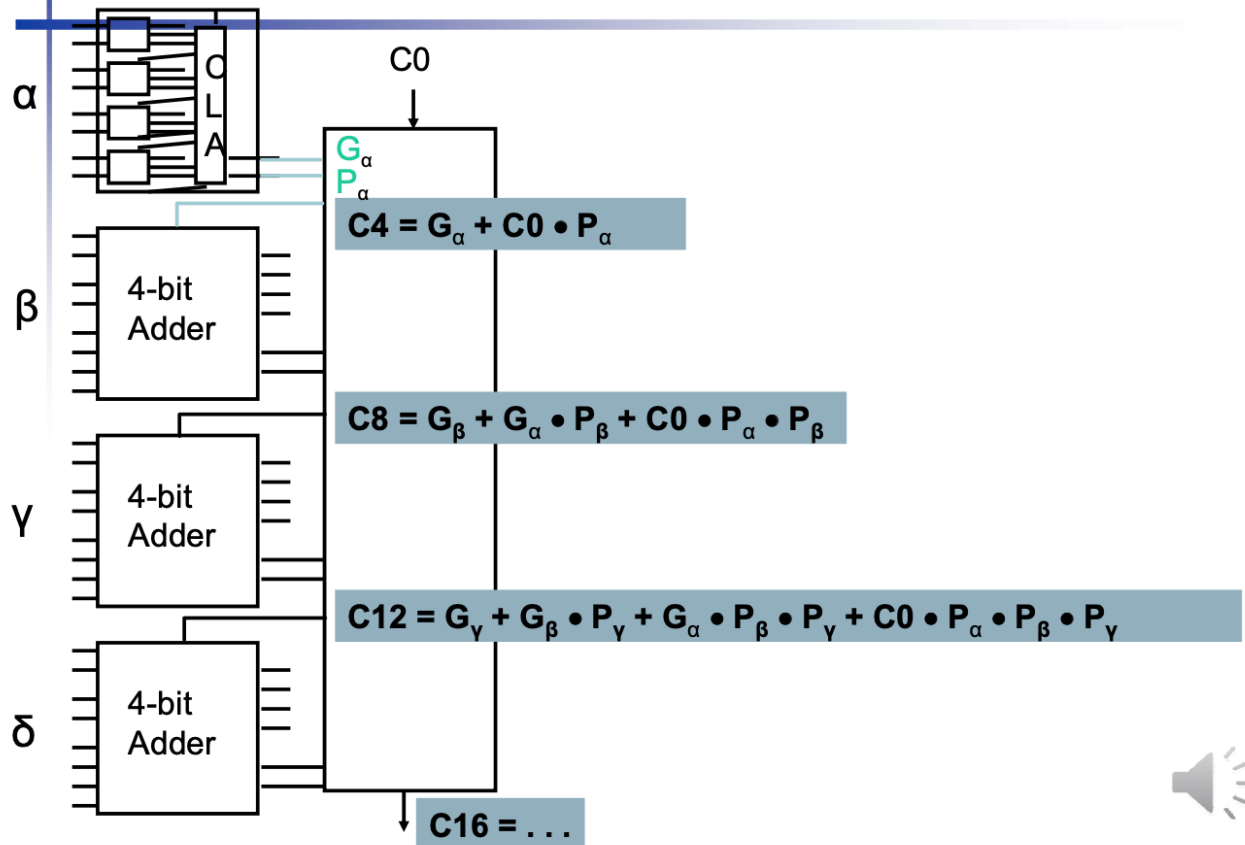 α
C
L
A
C0
Gα
Pα
C4 = Gα + C0 • Pα
β
4-bit
Adder
C8 = Gβ + Gα • Pβ + C0 • Pα • Pβ
γ
4-bit
Adder
C12 = Gγ + Gβ • Pγ + Gα • Pβ • Pγ + C0 • Pα • Pβ • Pγ
δ
4-bit
Adder
C16 = . . .